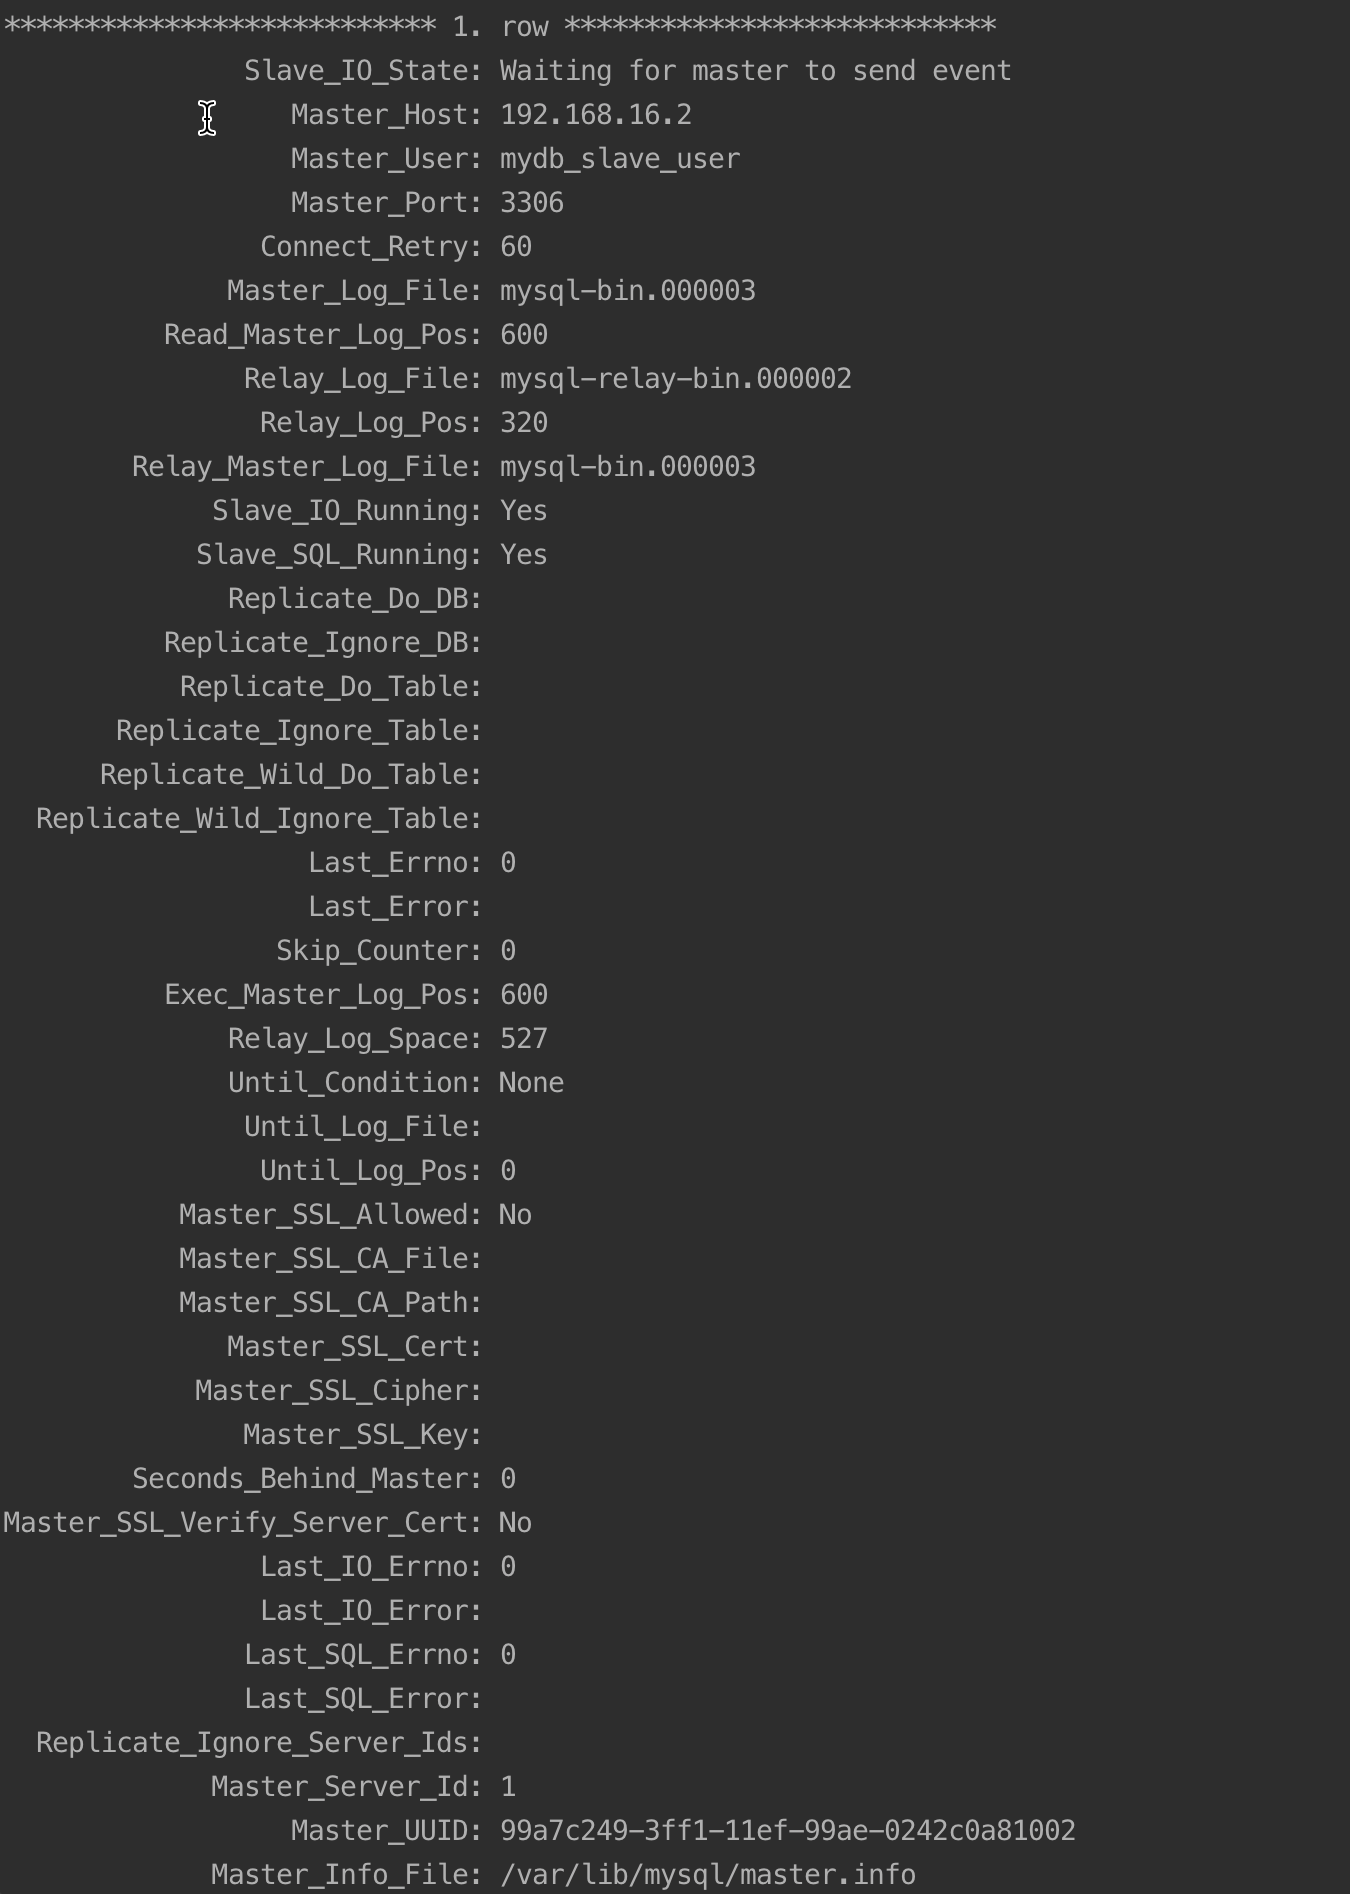 *************************** 1. row ***************************
Slave_IO_State: Waiting for master to send event
Master_Host: 192.168.16.2
Master_User: mydb_slave_user
Master_Port: 3306
Connect_Retry: 60
Master_Log_File: mysql-bin.000003
Read_Master_Log_Pos: 600
Relay_Log_File: mysql-relay-bin.000002
Relay_Log_Pos: 320
Relay_Master_Log_File: mysql-bin.000003
Slave_IO_Running: Yes
Slave_SQL_Running: Yes
Replicate_Do_DB:
Replicate_Ignore_DB:
Replicate_Do_Table:
Replicate_Ignore_Table:
Replicate_Wild_Do_Table:
Replicate_Wild_Ignore_Table:
Last_Errno: 0
Last_Error:
Skip_Counter: 0
Exec_Master_Log_Pos: 600
Relay_Log_Space: 527
Until_Condition: None
Until_Log_File:
Until_Log_Pos: 0
Master_SSL_Allowed: No
Master_SSL_CA_File:
Master_SSL_CA_Path:
Master_SSL_Cert:
Master_SSL_Cipher:
Master_SSL_Key:
Seconds_Behind_Master: 0
Master_SSL_Verify_Server_Cert: No
Last_IO_Errno: 0
Last_IO_Error:
Last_SQL_Errno: 0
Last_SQL_Error:
Replicate_Ignore_Server_Ids:
Master_Server_Id: 1
Master_UUID: 99a7c249-3ff1-11ef-99ae-0242c0a81002
Master_Info_File: /var/lib/mysql/master.info